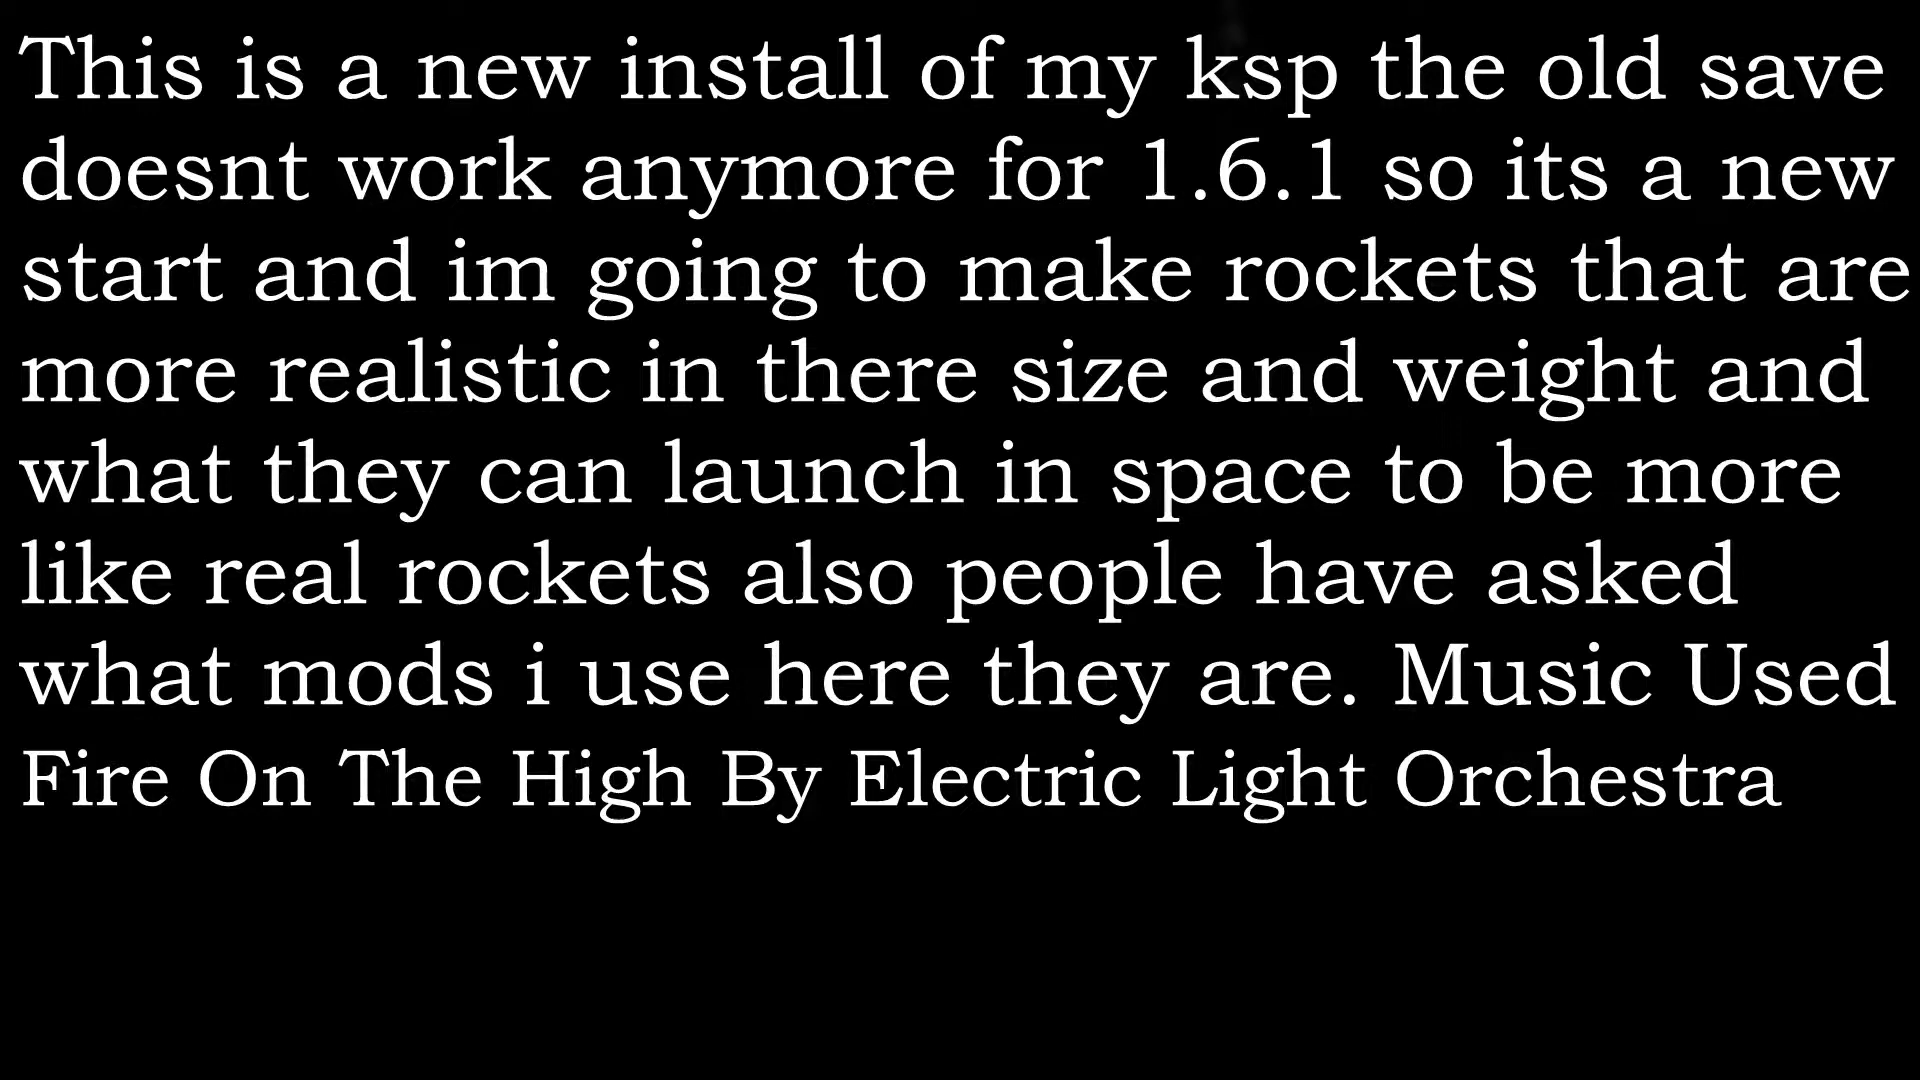 This is a new install of my ksp the old save
doesnt work anymore for 1.6.1 so its a new
start and im going to make rockets that are
more realistic in there size and weight and
what they can launch in space to be more
like real rockets also people have asked
what mods i use here they are. Music Used
Fire On The High By Electric Light Orchestra